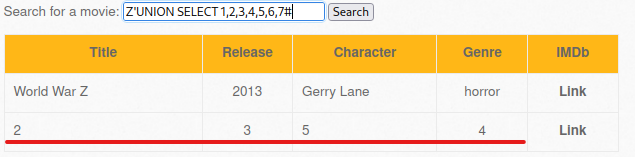 Search for a movie: Z'UNION SELECT 1,2,3,4,5,6,7# Search
Title Release Character Genre IMDb
World War Z 2013 Gerry Lane horror Link
2 3 5 4 Link